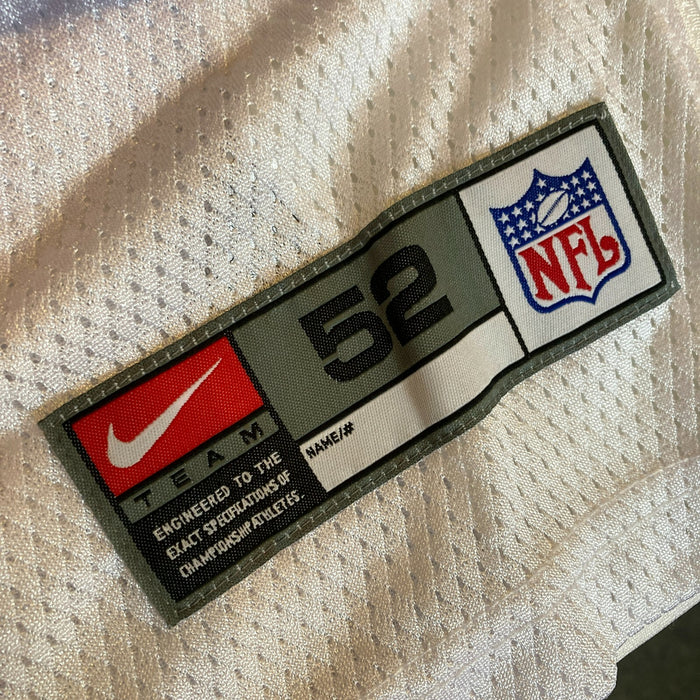 TEAM
ENGINEERED TO THE
EXACT SPECIFICATIONS OF
CHAMPIONSHIP ATHLETES.
52
NAME/#
NFL